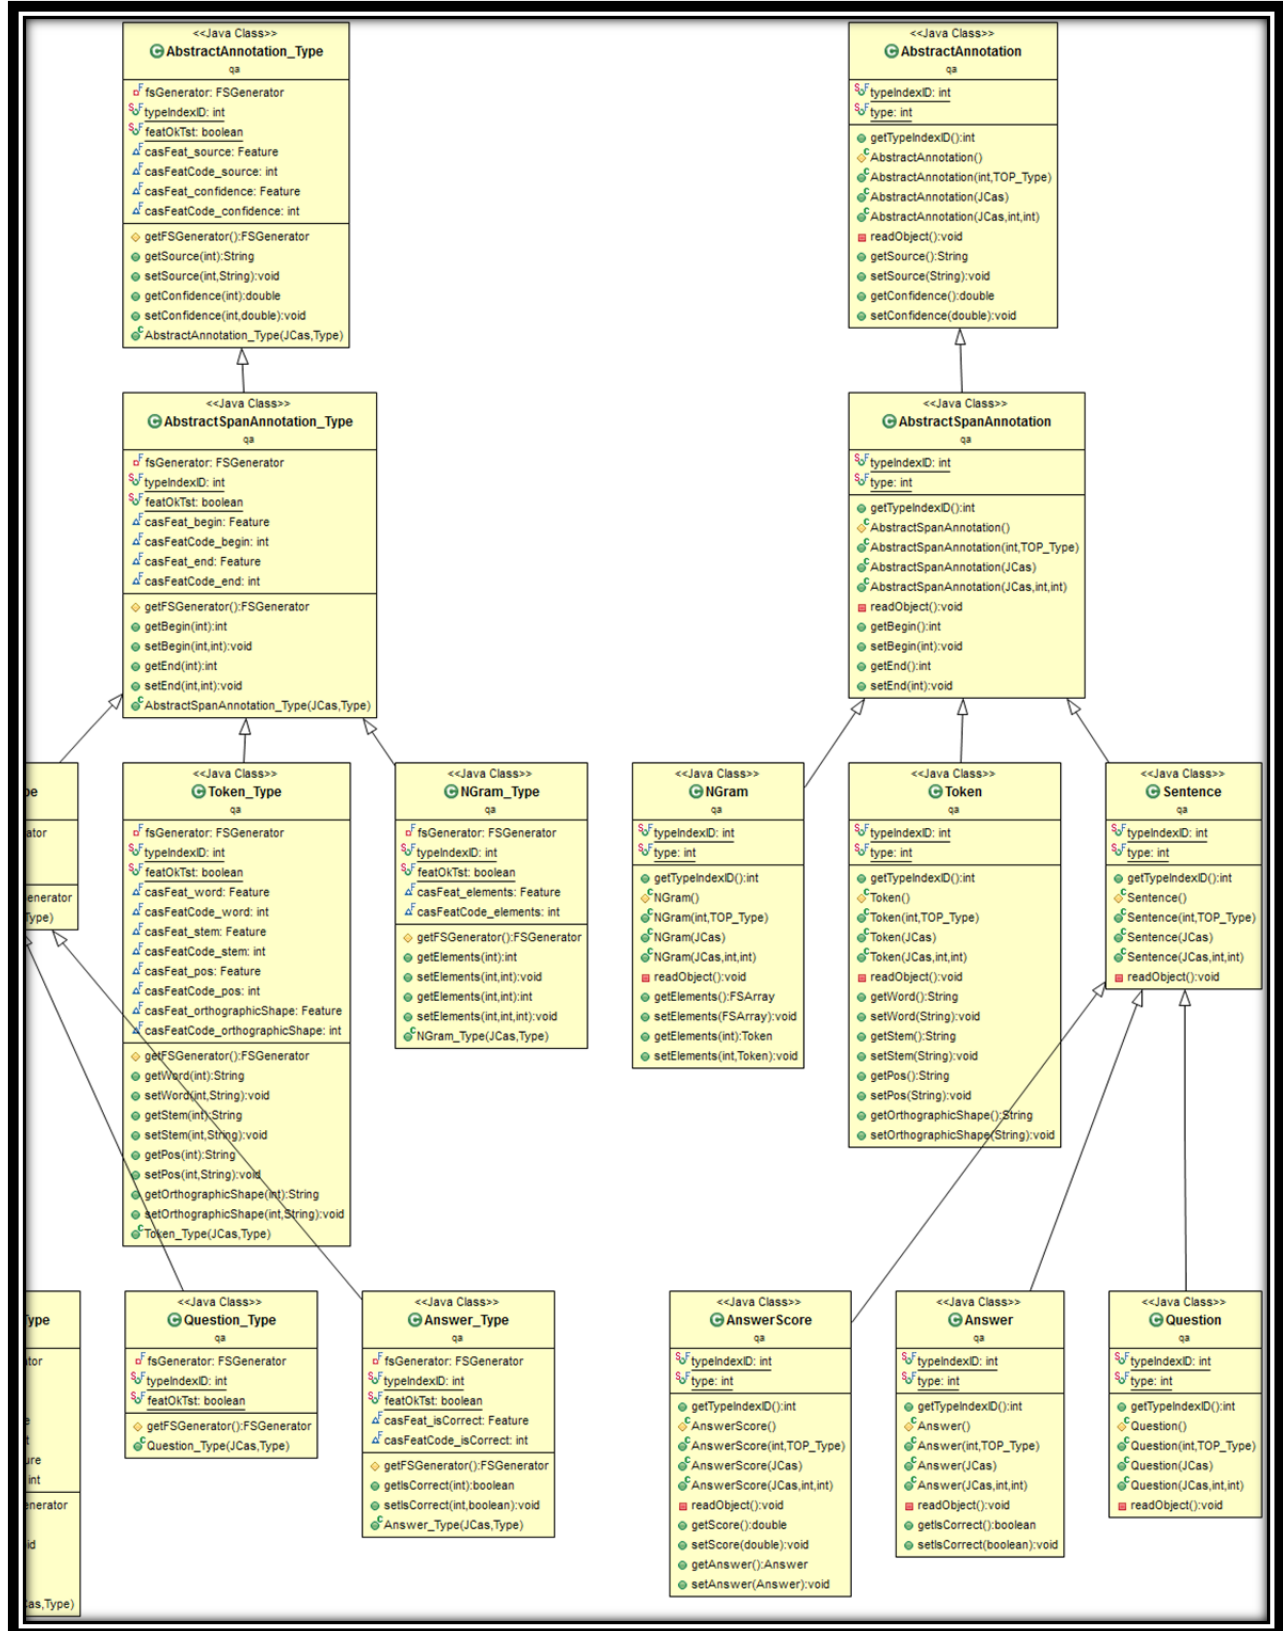 <<Java Class>>
AbstractAnnotation_Type
qa
fsGenerator: FSGenerator
typeIndexID: int
featOkTst: boolean
casFeat_source: Feature
casFeatCode_source: int
casFeat_confidence: Feature
casFeatCode_confidence: int
getFSGenerator():FSGenerator
getSource(int):String
setSource(int,String):void
getConfidence(int):double
setConfidence(int,double):void
AbstractAnnotation_Type(JCas,Type)
<<Java Class>>
AbstractAnnotation
qa
typeIndexID: int
type: int
getTypeIndexID():int
AbstractAnnotation()
AbstractAnnotation(int,TOP_Type)
AbstractAnnotation(JCas)
AbstractAnnotation(JCas,int,int)
readObject():void
getSource():String
setSource(String):void
getConfidence():double
setConfidence(double):void
<<Java Class>>
AbstractSpanAnnotation_Type
qa
fsGenerator: FSGenerator
typeIndexID: int
featOkTst: boolean
casFeat_begin: Feature
casFeatCode_begin: int
casFeat_end: Feature
casFeatCode_end: int
getFSGenerator():FSGenerator
getBegin(int):int
setBegin(int,int):void
getEnd(int):int
setEnd(int,int):void
AbstractSpanAnnotation_Type(JCas,Type)
<<Java Class>>
AbstractSpanAnnotation
qa
typeIndexID: int
type: int
getTypeIndexID():int
AbstractSpanAnnotation()
AbstractSpanAnnotation(int,TOP_Type)
AbstractSpanAnnotation(JCas)
AbstractSpanAnnotation(JCas,int,int)
readObject():void
getBegin():int
setBegin(int):void
getEnd():int
setEnd(int):void
pe
ator
enerator
Type)
<<Java Class>>
Token_Type
qa
fsGenerator: FSGenerator
typeIndexID: int
featOkTst: boolean
casFeat_word: Feature
casFeatCode_word: int
casFeat_stem: Feature
casFeatCode_stem: int
casFeat_pos: Feature
casFeatCode_pos: int
casFeat_orthographicShape: Feature
casFeatCode_orthographicShape: int
getFSGenerator():FSGenerator
getWord(int):String
setWord(int,String):void
getStem(int):String
setStem(int,String):void
getPos(int):String
setPos(int,String):void
getOrthographicShape(int):String
setOrthographicShape(int,String):void
Token_Type(JCas,Type)
<<Java Class>>
NGram_Type
qa
fsGenerator: FSGenerator
typeIndexID: int
featOkTst: boolean
casFeat_elements: Feature
casFeatCode_elements: int
getFSGenerator():FSGenerator
getElements(int):int
setElements(int,int):void
getElements(int,int):int
setElements(int,int,int):void
NGram_Type(JCas,Type)
<<Java Class>>
NGram
qa
typeIndexID: int
type: int
getTypeIndexID():int
NGram()
NGram(int,TOP_Type)
NGram(JCas)
NGram(JCas,int,int)
readObject():void
getElements():FSArray
setElements(FSArray):void
getElements(int):Token
setElements(int,Token):void
<<Java Class>>
Token
qa
typeIndexID: int
type: int
getTypeIndexID():int
Token()
Token(int,TOP_Type)
Token(JCas)
Token(JCas,int,int)
readObject():void
getWord():String
setWord(String):void
getStem():String
setStem(String):void
getPos():String
setPos(String):void
getOrthographicShape():String
setOrthographicShape(String):void
<<Java Class>>
Sentence
qa
typeIndexID: int
type: int
getTypeIndexID():int
Sentence()
Sentence(int,TOP_Type)
Sentence(JCas)
Sentence(JCas,int,int)
readObject():void
ype
tor
t
ure
int
enerator
id
as,Type)
<<Java Class>>
Question_Type
qa
fsGenerator: FSGenerator
typeIndexID: int
featOkTst: boolean
getFSGenerator():FSGenerator
Question_Type(JCas,Type)
<<Java Class>>
Answer_Type
qa
fsGenerator: FSGenerator
typeIndexID: int
featOkTst: boolean
casFeat_isCorrect: Feature
casFeatCode_isCorrect: int
getFSGenerator():FSGenerator
getIsCorrect(int):boolean
setIsCorrect(int,boolean):void
Answer_Type(JCas,Type)
<<Java Class>>
AnswerScore
qa
typeIndexID: int
type: int
getTypeIndexID():int
AnswerScore()
AnswerScore(int,TOP_Type)
AnswerScore(JCas)
AnswerScore(JCas,int,int)
readObject():void
getScore():double
setScore(double):void
getAnswer():Answer
setAnswer(Answer):void
<<Java Class>>
Answer
qa
typeIndexID: int
type: int
getTypeIndexID():int
Answer()
Answer(int,TOP_Type)
Answer(JCas)
Answer(JCas,int,int)
readObject():void
getIsCorrect():boolean
setIsCorrect(boolean):void
<<Java Class>>
Question
qa
typeIndexID: int
type: int
getTypeIndexID():int
Question()
Question(int,TOP_Type)
Question(JCas)
Question(JCas,int,int)
readObject():void